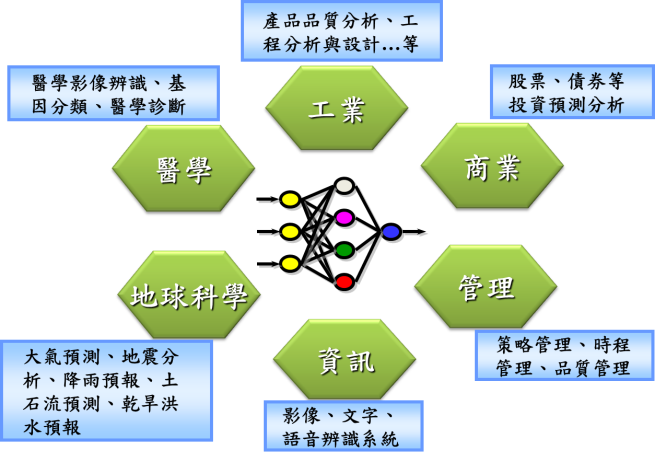 產品品質分析、工
程分析與設計...等
工業
醫學影像辨識、基
因分類、醫學診斷
醫學
股票、債券等
投資預測分析
商業
地球科學
大氣預測、地震分
析、降雨預報、土
石流預測、乾旱洪
水預報
管理
策略管理、時程
管理、品質管理
資訊
影像、文字、
語音辨識系統